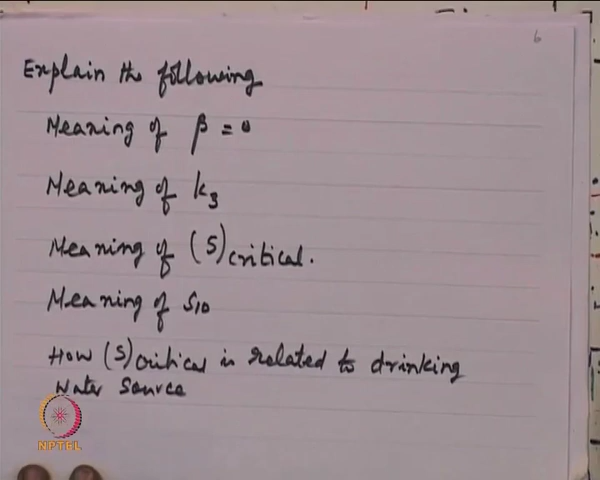 6
Explain the following
Meaning of β = 0
Meaning of k3
Meaning of (S)critical.
Meaning of S10
How (S)critical is related to drinking
water source
NPTEL